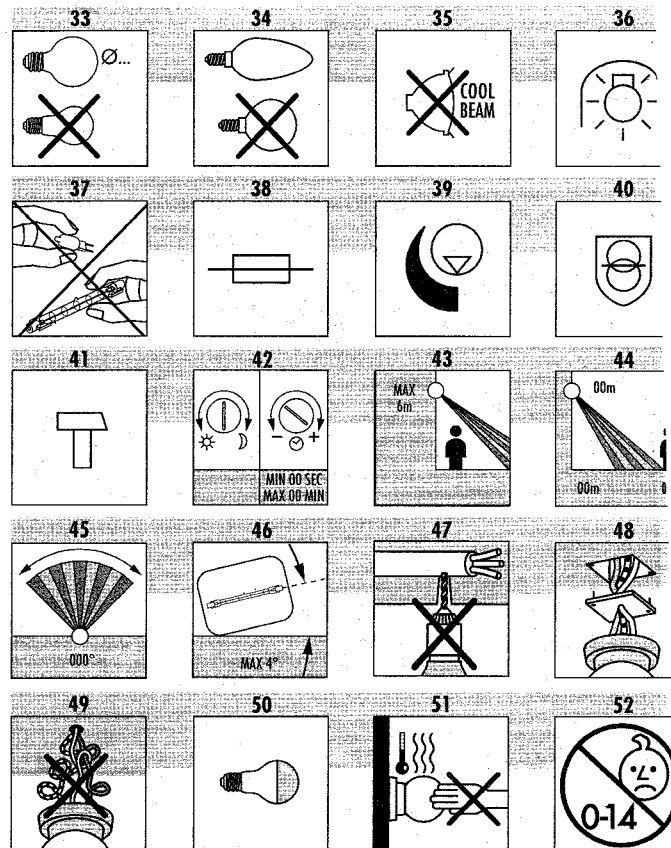 33 34 35 36
Ø...
COOL
BEAM
37 38 39 40
41 42 43 44
MAX
6m
00m
MIN 00 SEC
MAX 00 MIN
00m
45 46 47 48
000°
MAX 4°
49 50 51 52
0-14